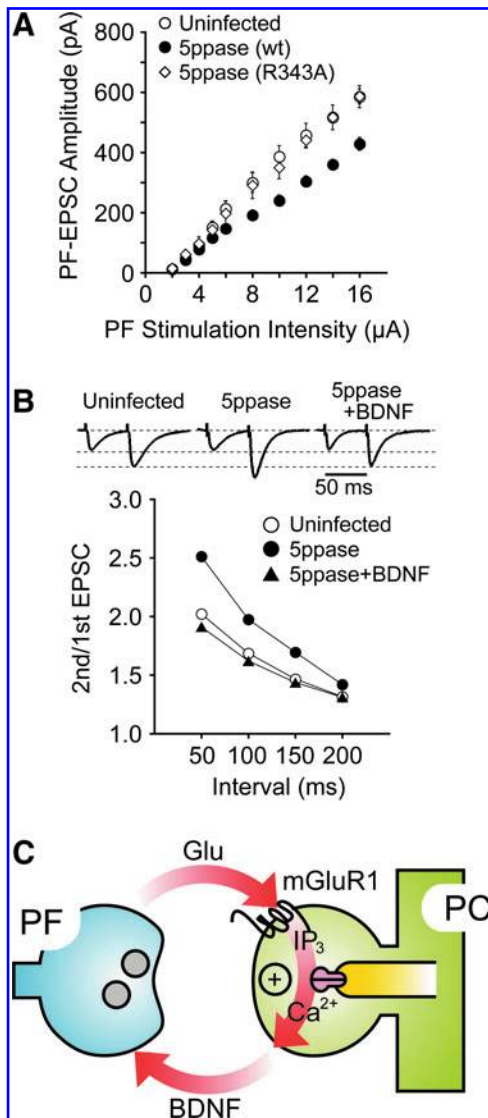 A
Uninfected
5ppase (wt)
5ppase (R343A)
PF-EPSC Amplitude (pA)
800
600
400
200
0
0 4 8 12 16
PF Stimulation Intensity (µA)
B
Uninfected
5ppase
5ppase
+BDNF
50 ms
Uninfected
5ppase
5ppase+BDNF
2nd/1st EPSC
3.0
2.5
2.0
1.5
1.0
50 100 150 200
Interval (ms)
C
Glu
mGluR1
PF
PC
IP3
+
Ca2+
BDNF